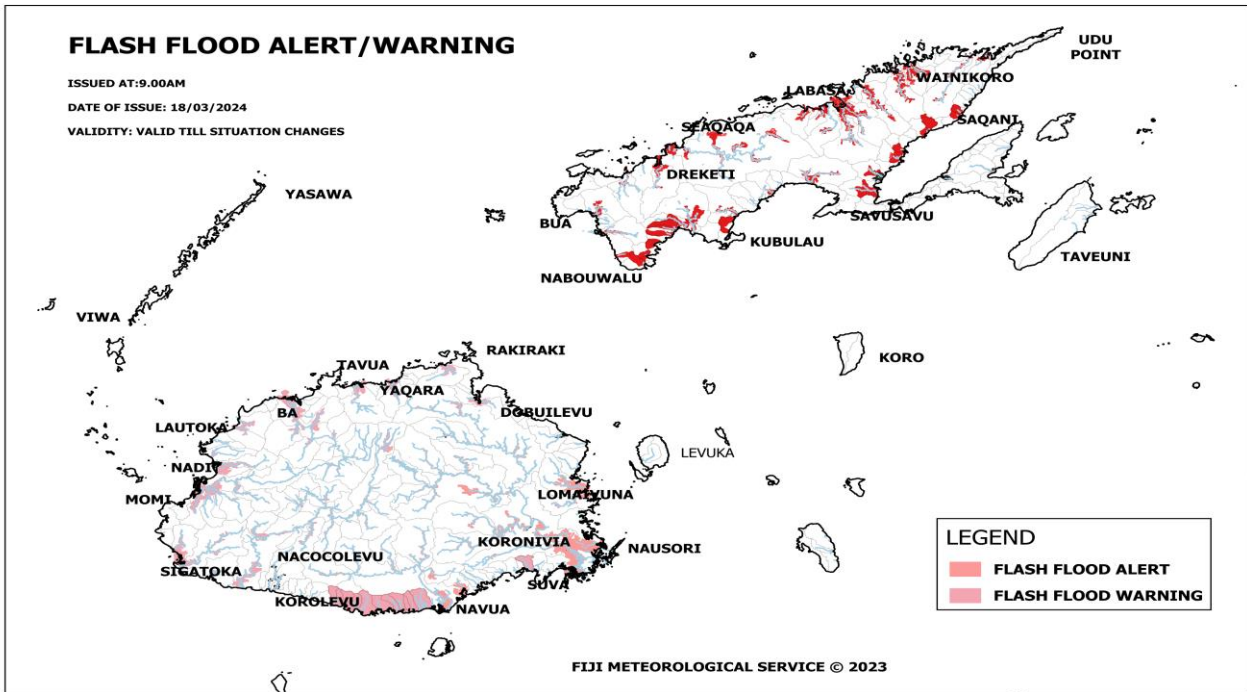 FLASH FLOOD ALERT/WARNING
ISSUED AT:9.00AM
DATE OF ISSUE: 18/03/2024
VALIDITY: VALID TILL SITUATION CHANGES
UDU
POINT
WAINIKORO
LABASA
SAQANI
SEAQAQA
DREKETI
YASAWA
BUA
SAVUSAVU
KUBULAU
TAVEUNI
NABOUWALU
VIWA
RAKIRAKI
KORO
TAVUA
YAQARA
BA
DOBUILEVU
LAUTOKA
LEVUKA
NADI
MOMI
LOMAIVUNA
KORONIVIA
NAUSORI
NACOCOLEVU
SIGATOKA
SUVA
KOROLEVU
NAVUA
LEGEND
FLASH FLOOD ALERT
FLASH FLOOD WARNING
FIJI METEOROLOGICAL SERVICE © 2023